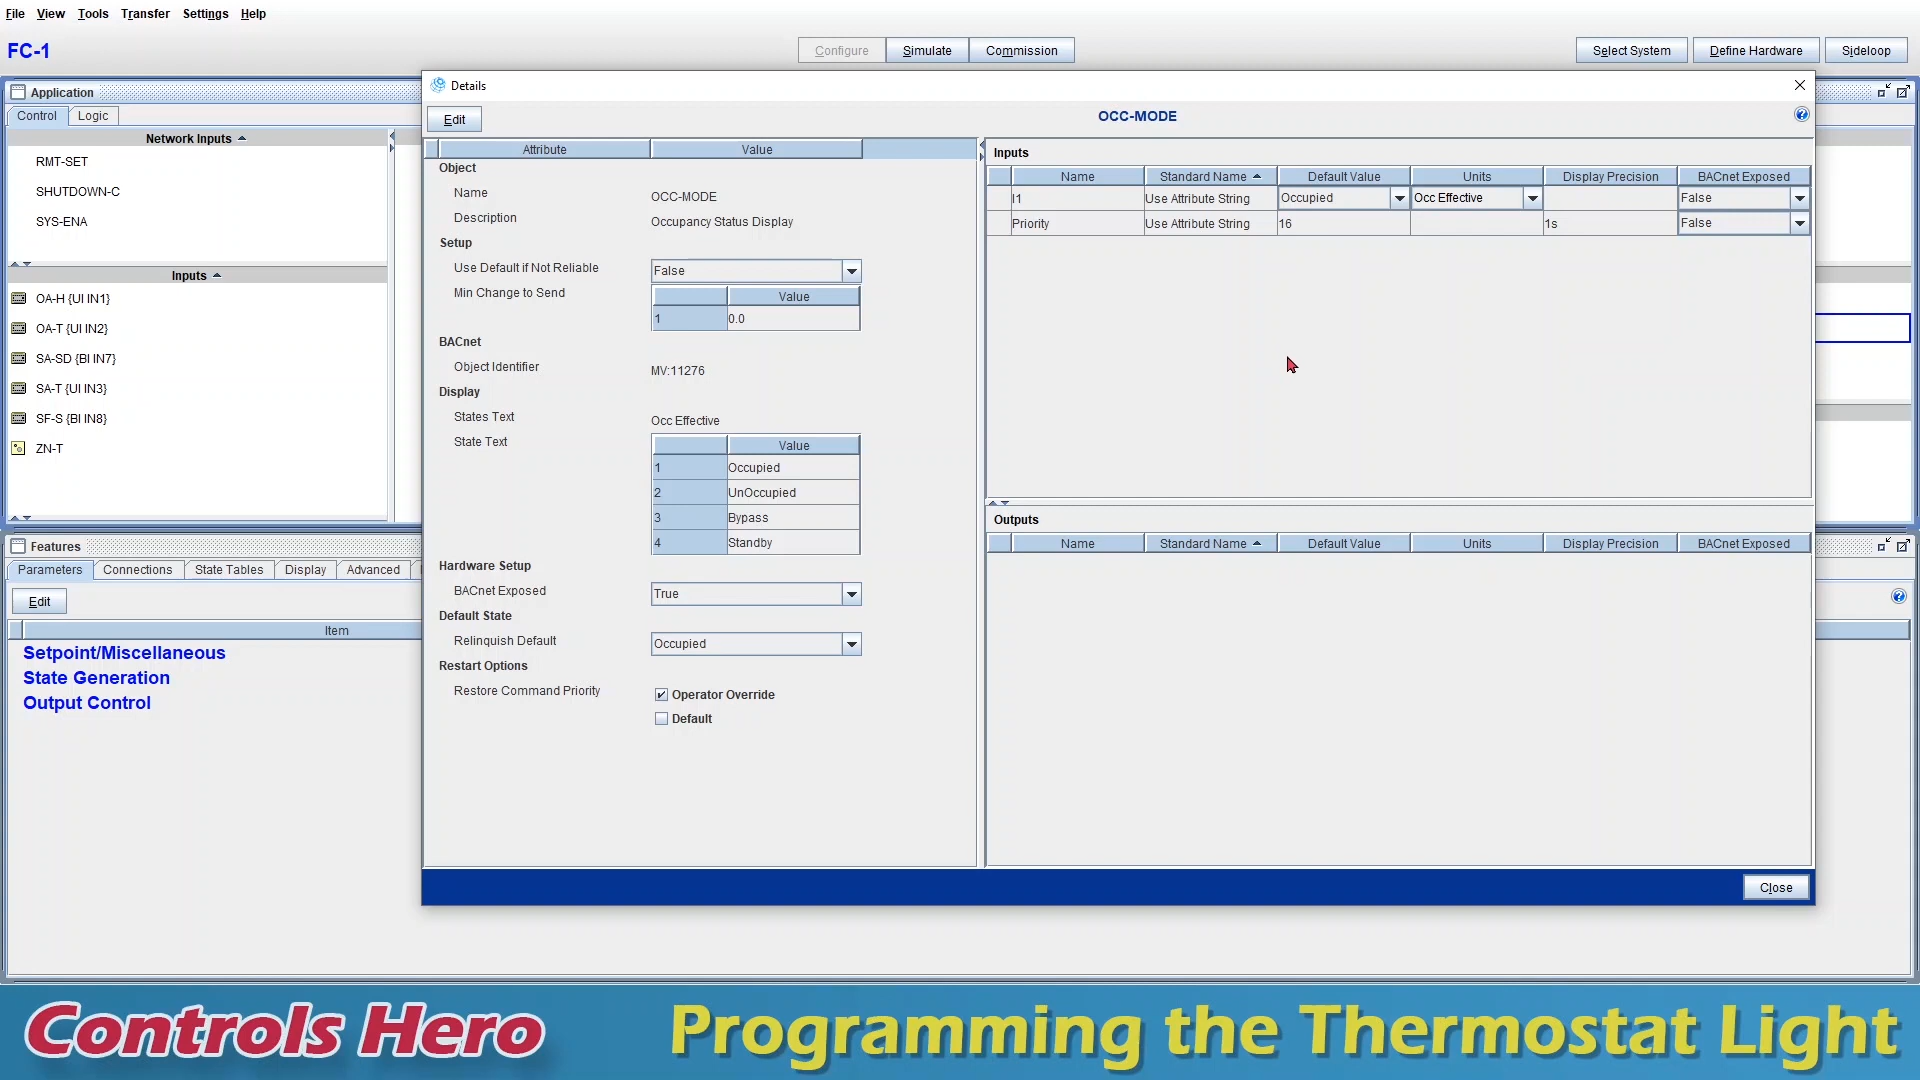 File View Tools Transfer Settings Help
FC-1
Configure Simulate Commission
Select System Define Hardware Sideloop
Application
Control Logic
Network Inputs
RMT-SET
SHUTDOWN-C
SYS-ENA
Inputs
OA-H {UI IN1}
OA-T {UI IN2}
SA-SD {BI IN7}
SA-T {UI IN3}
SF-S {BI IN8}
ZN-T
Features
Parameters Connections State Tables Display Advanced
Edit
Item
Setpoint/Miscellaneous
State Generation
Output Control
Details
Edit
OCC-MODE
Attribute Value
Object
Name OCC-MODE
Description Occupancy Status Display
Setup
Use Default if Not Reliable False
Min Change to Send Value
1 0.0
BACnet
Object Identifier MV:11276
Display
States Text Occ Effective
State Text Value
1 Occupied
2 UnOccupied
3 Bypass
4 Standby
Hardware Setup
BACnet Exposed True
Default State
Relinquish Default Occupied
Restart Options
Restore Command Priority Operator Override
Default
Inputs
Name Standard Name Default Value Units Display Precision BACnet Exposed
I1 Use Attribute String Occupied Occ Effective False
Priority Use Attribute String 16 1s False
Outputs
Name Standard Name Default Value Units Display Precision BACnet Exposed
Close
Controls Hero Programming the Thermostat Light